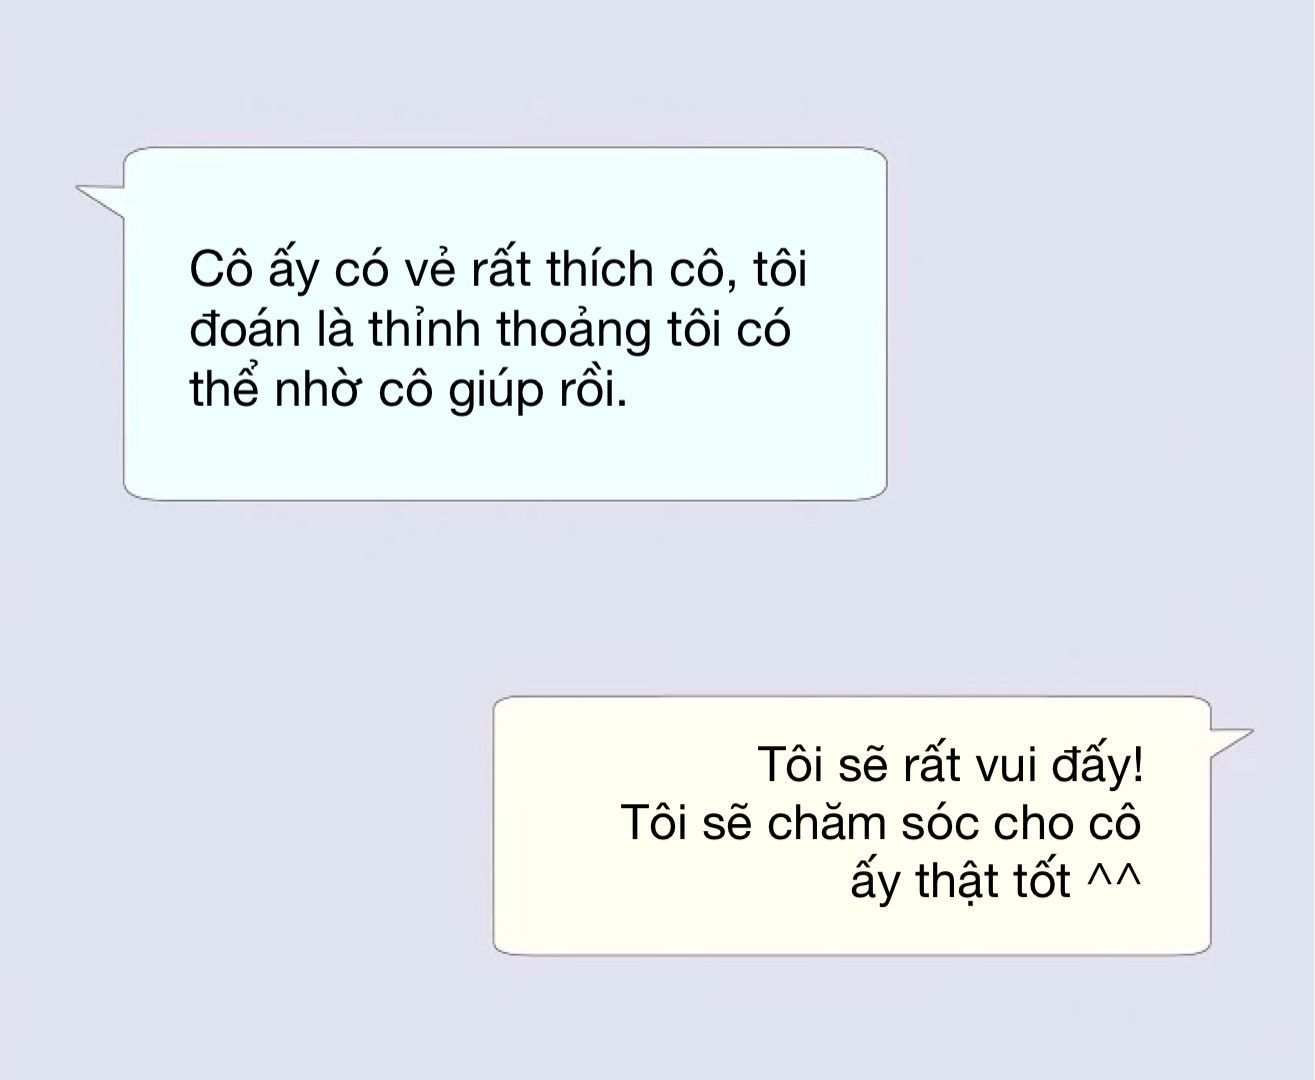 Cô ấy có vẻ rất thích cô, tôi
đoán là thỉnh thoảng tôi có
thể nhờ cô giúp rồi.
Tôi sẽ rất vui đấy!
Tôi sẽ chăm sóc cho cô
ấy thật tốt ^^